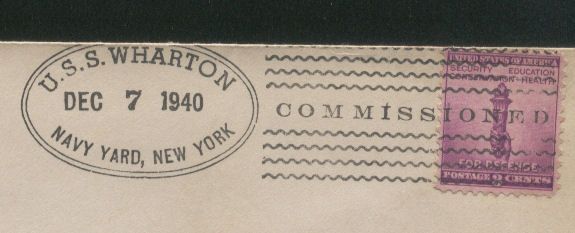 U.S.S. WHARTON
DEC 7 1940
NAVY YARD, NEW YORK
COMMISSIONED
UNITED STATES OF AMERICA
SECURITY EDUCATION
CONSERVATION HEALTH
FOR DEFENSE
POSTAGE 3 CENTS